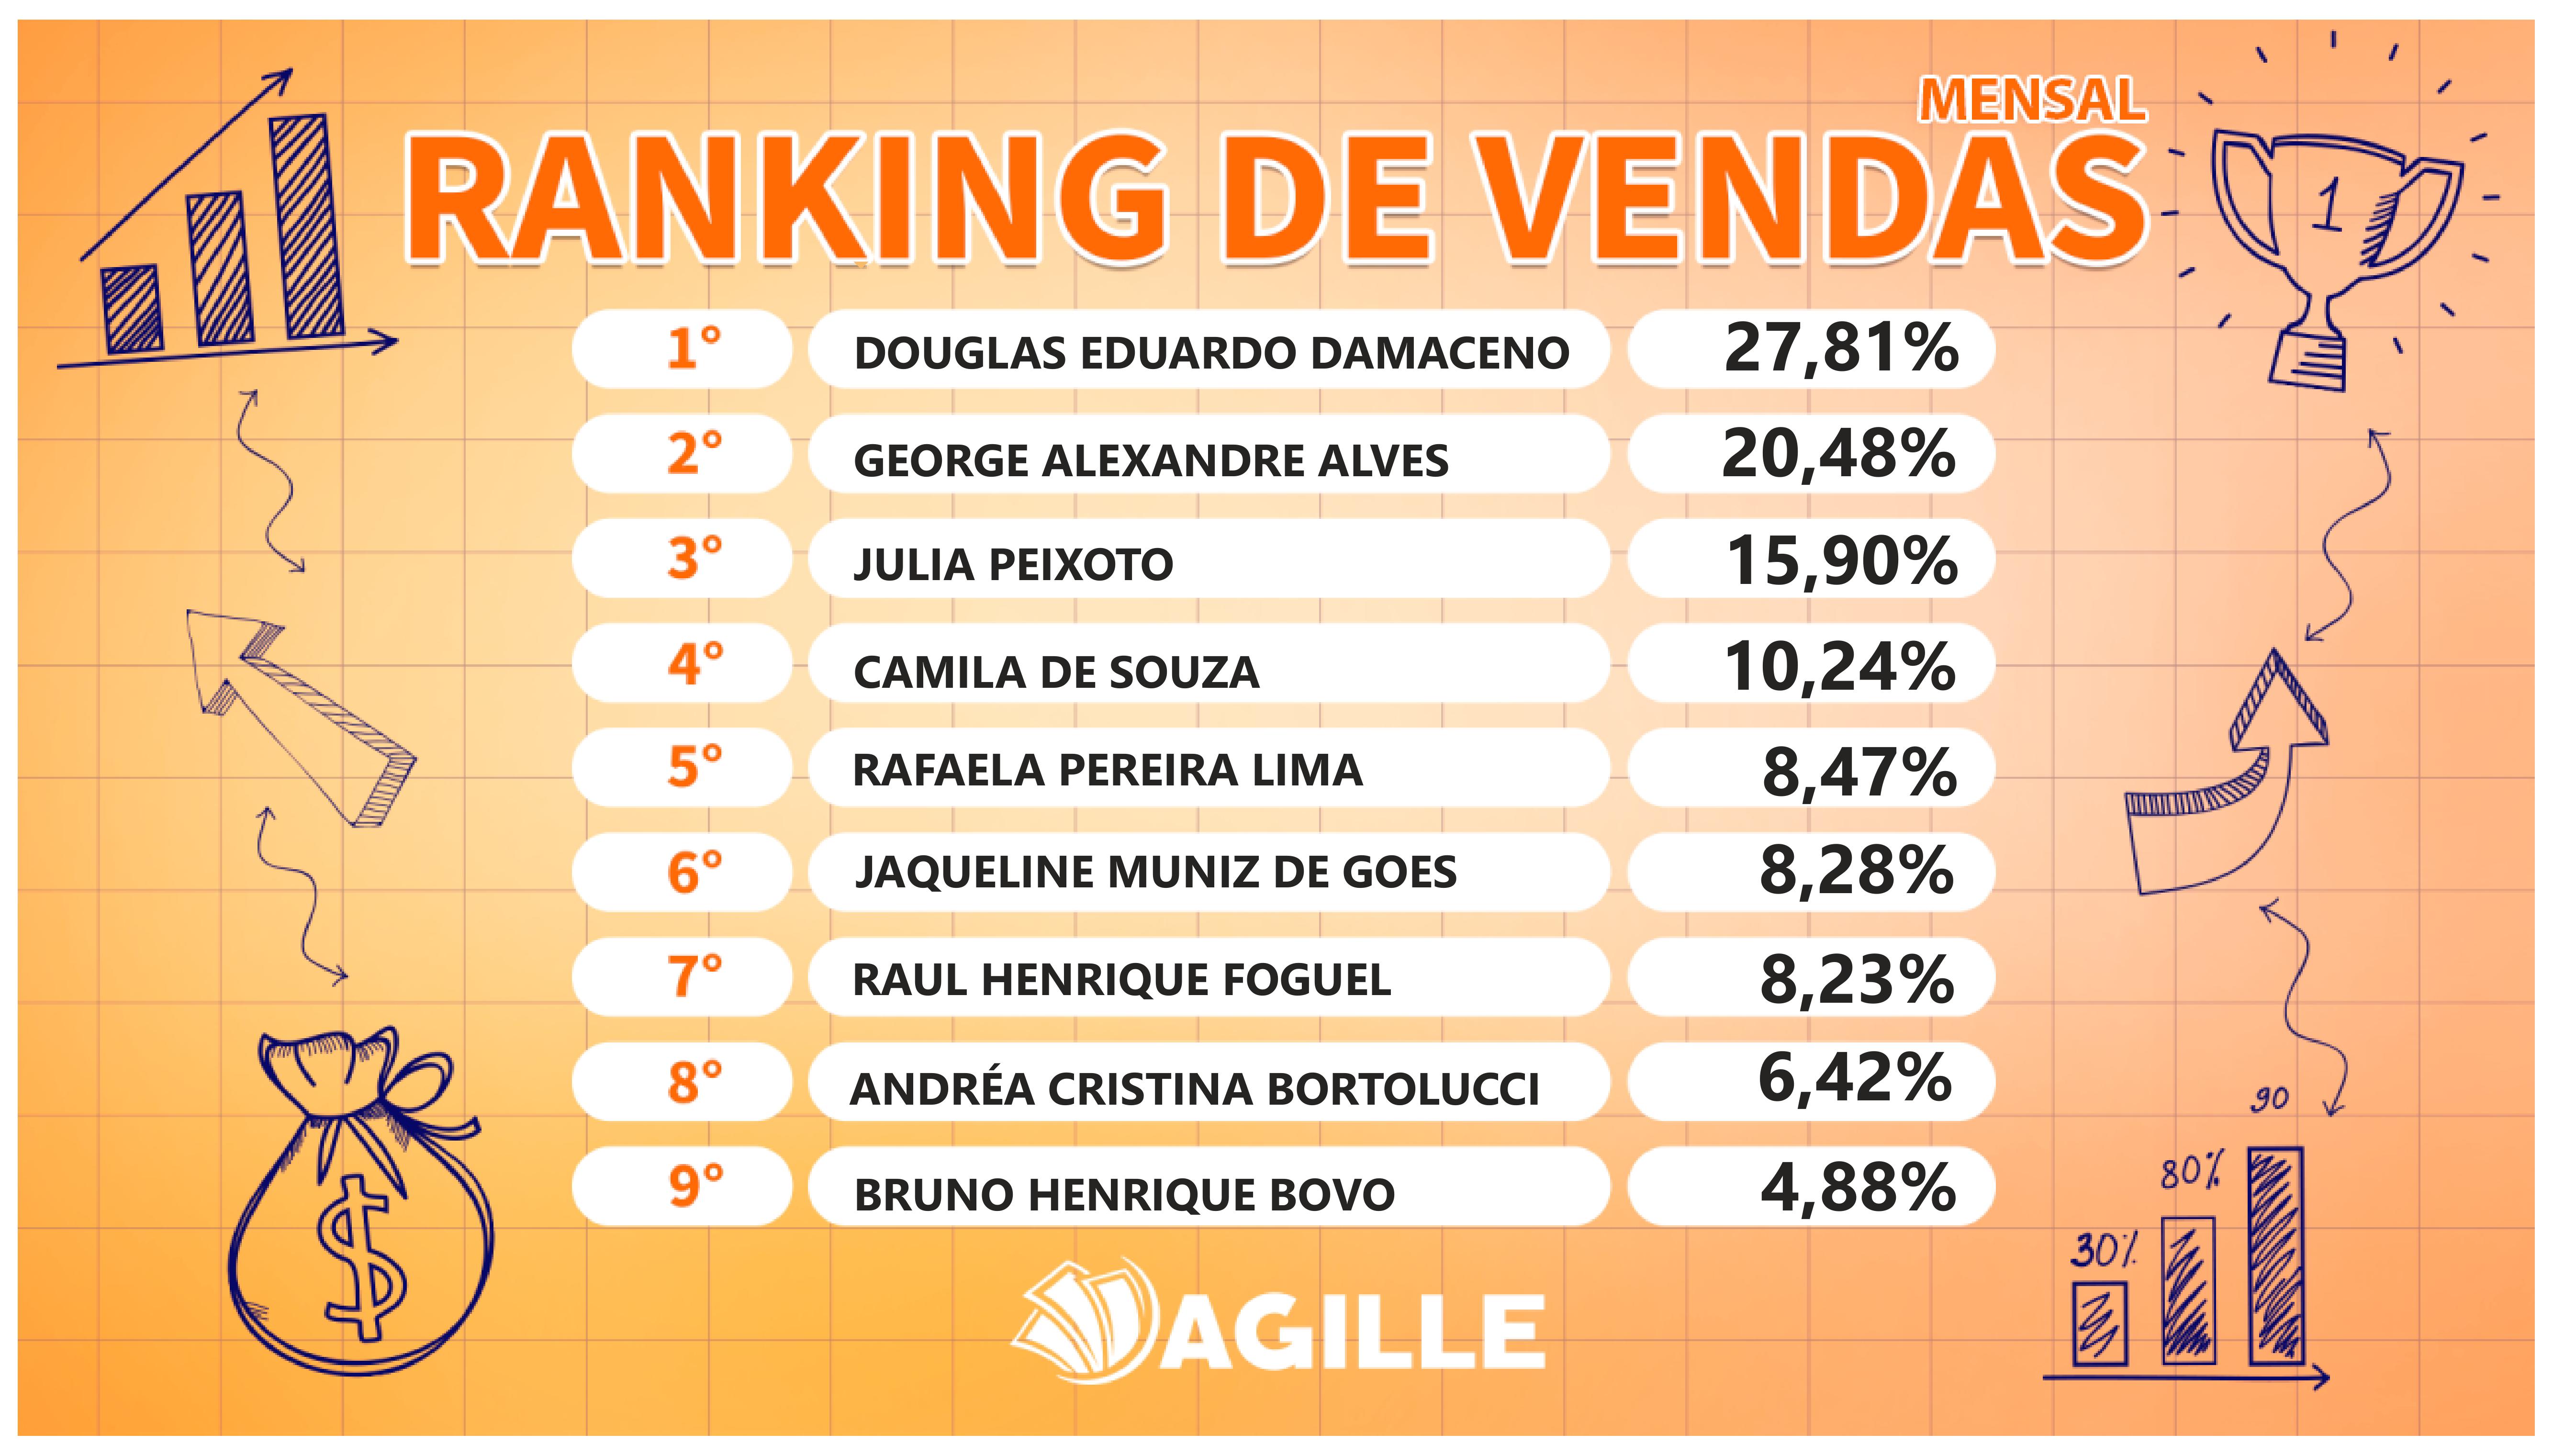 MENSAL
RANKING DE VENDAS
1
1° DOUGLAS EDUARDO DAMACENO 27,81%
2° GEORGE ALEXANDRE ALVES 20,48%
3° JULIA PEIXOTO 15,90%
4° CAMILA DE SOUZA 10,24%
5° RAFAELA PEREIRA LIMA 8,47%
6° JAQUELINE MUNIZ DE GOES 8,28%
7° RAUL HENRIQUE FOGUEL 8,23%
8° ANDRÉA CRISTINA BORTOLUCCI 6,42%
9° BRUNO HENRIQUE BOVO 4,88%
$
30%
80%
90
AGILLE